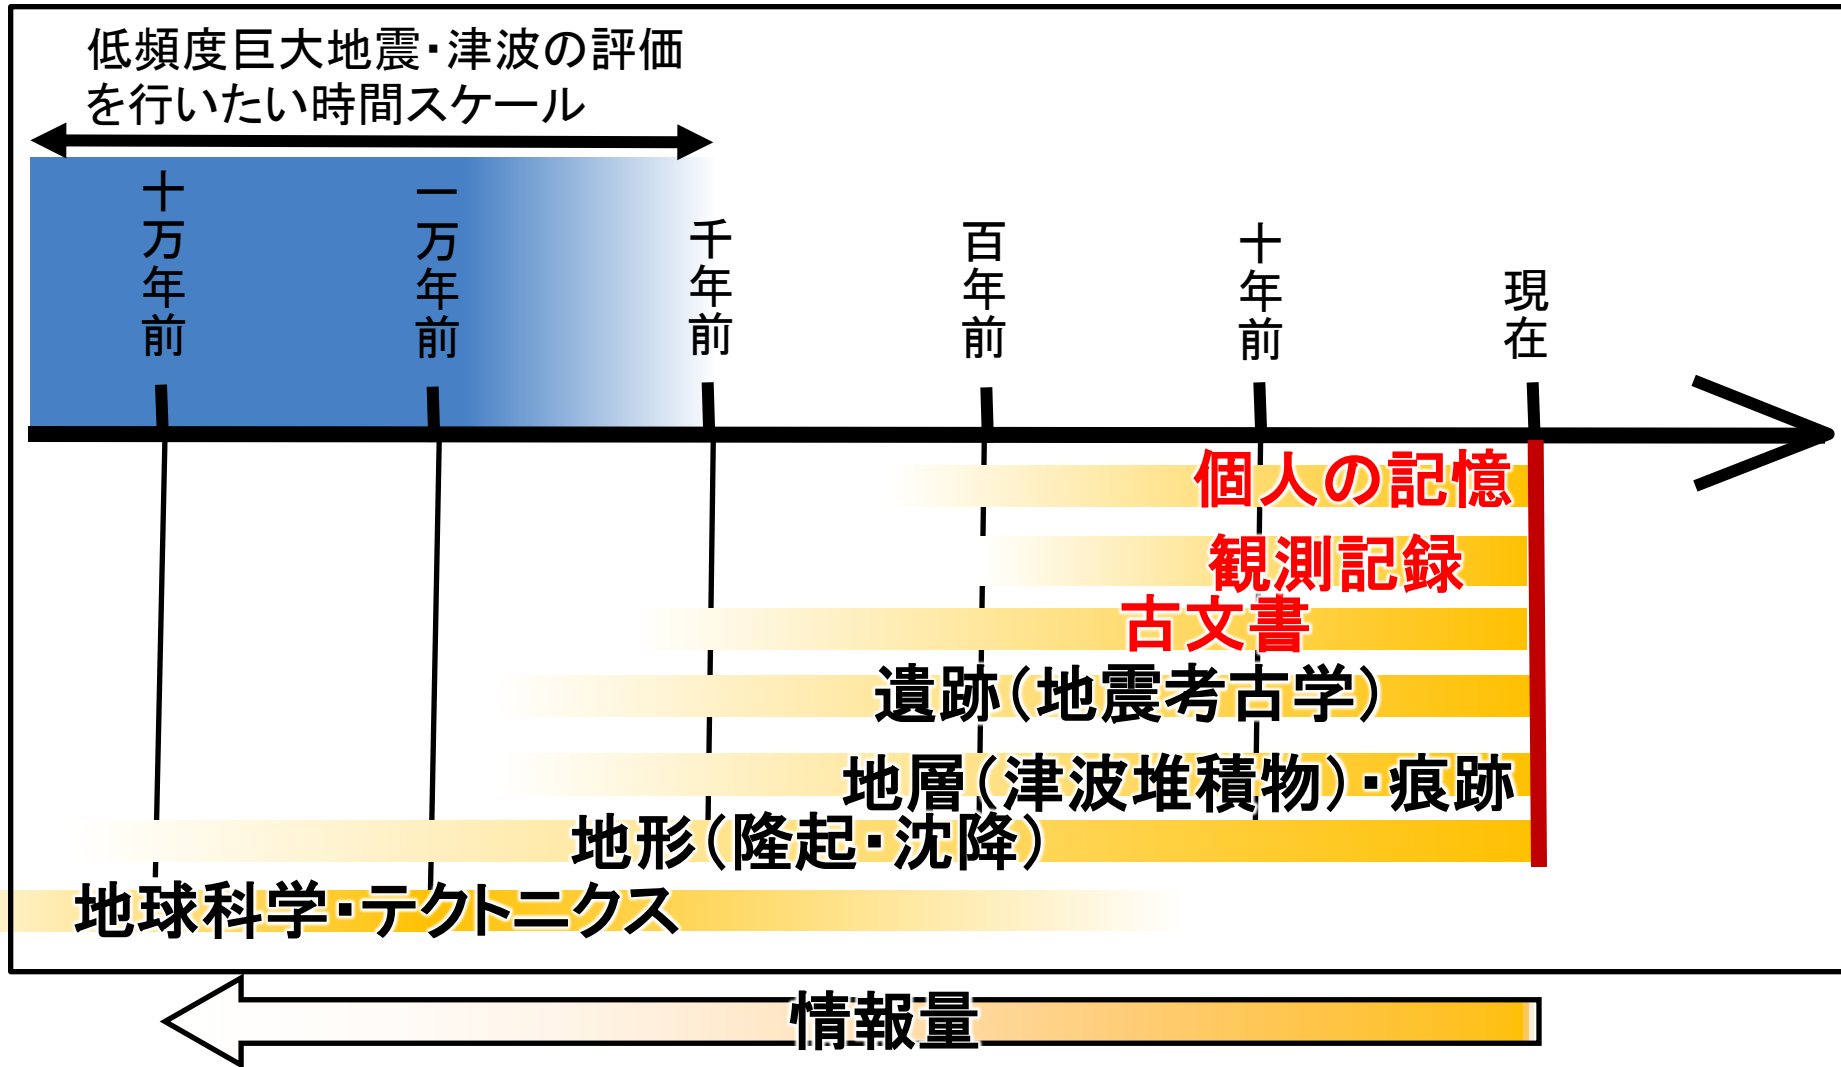 低頻度巨大地震・津波の評価
を行いたい時間スケール
十万年前
一万年前
千年前
百年前
十年前
現在
個人の記憶
観測記録
古文書
遺跡（地震考古学）
地層（津波堆積物）・痕跡
地形（隆起・沈降）
地球科学・テクトニクス
情報量